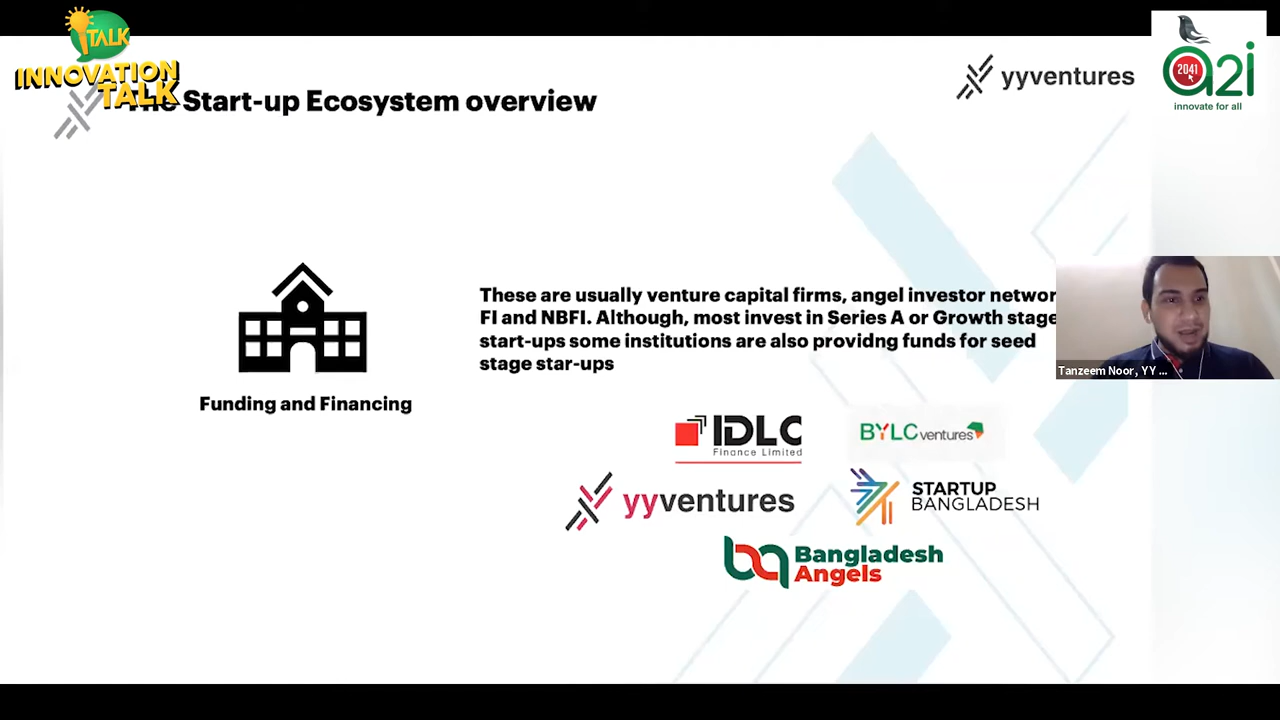 iTALK
INNOVATION
TALK
The Start-up Ecosystem overview
yyventures
2041
a2i
innovate for all
These are usually venture capital firms, angel investor
FI and NBFI. Although, most invest in Series A or Growth stage
start-ups some institutions are also providng funds for seed
stage star-ups
Tanzeem Noor, YY ...
Funding and Financing
IDLC
Finance Limited
BYLC ventures
yyventures
STARTUP
BANGLADESH
Bangladesh
Angels